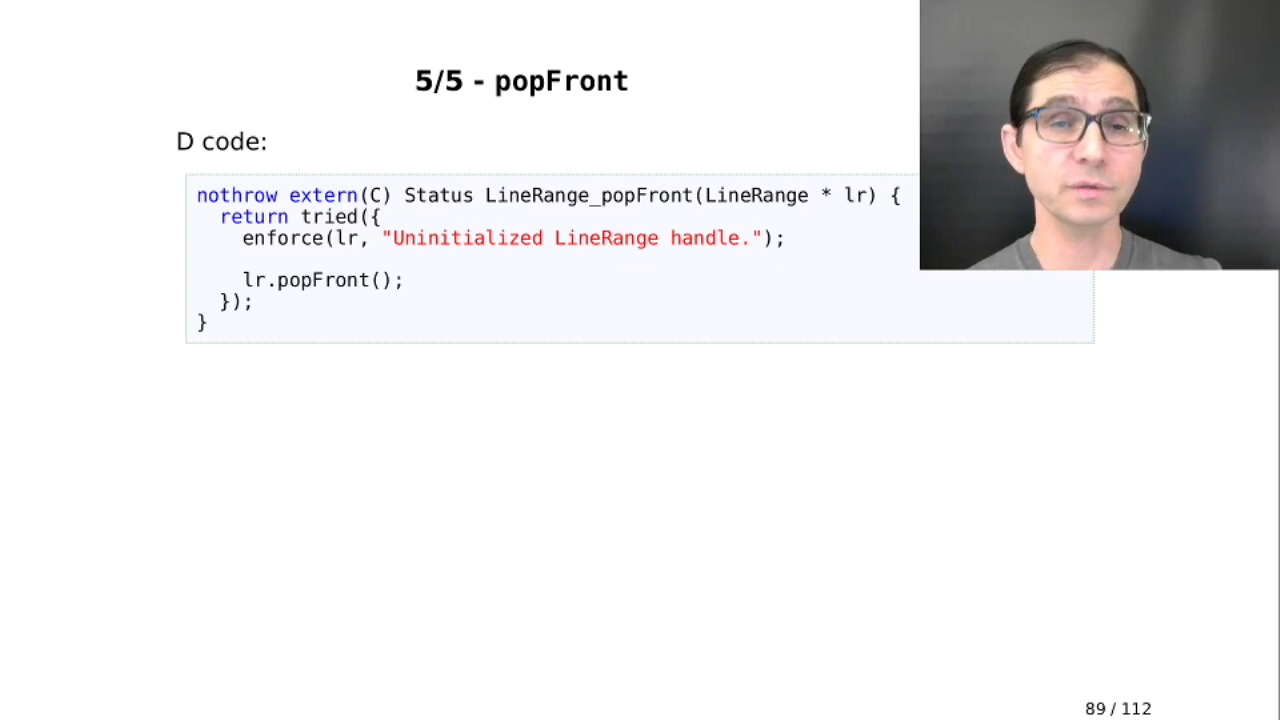 5/5 - popFront
D code:
nothrow extern(C) Status LineRange_popFront(LineRange * lr) {
  return tried({
    enforce(lr, "Uninitialized LineRange handle.");

    lr.popFront();
  });
}
89 / 112